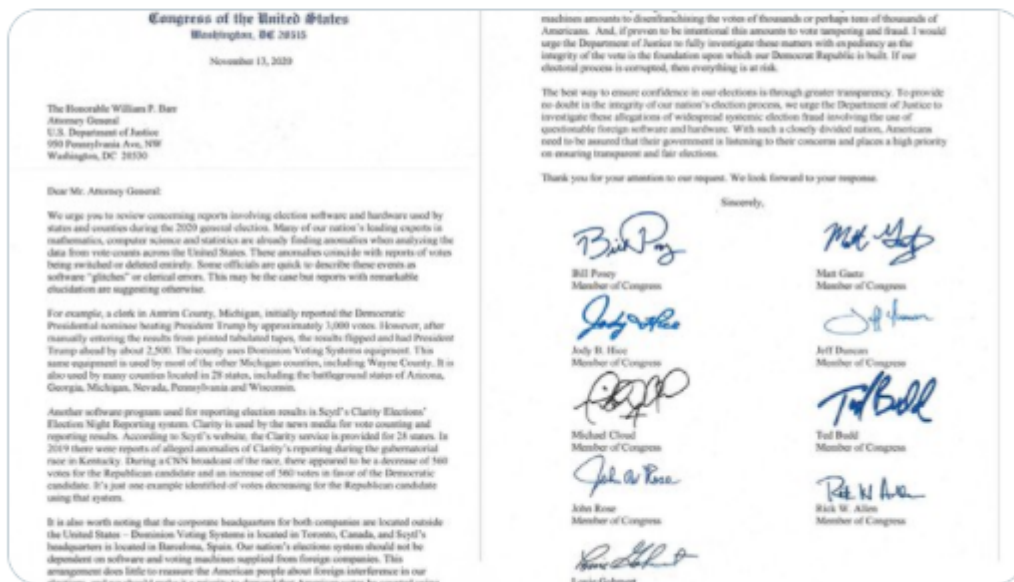 Congress of the United States
Washington, DC 20515
November 13, 2020
The Honorable William P. Barr
Attorney General
U.S. Department of Justice
950 Pennsylvania Ave, NW
Washington, DC 20530
Dear Mr. Attorney General:
We urge you to review concerning reports involving election software and hardware used by
states and counties during the 2020 general election. Many of our nation's leading experts in
mathematics, computer science and statistics are already finding anomalies when analyzing the
data from vote counts across the United States. These anomalies coincide with reports of votes
being switched or deleted entirely. Some officials are quick to describe these events as
software "glitches" or clerical errors. This may be the case but reports with remarkable
elucidation are suggesting otherwise.
For example, a clerk in Antrim County, Michigan, initially reported the Democratic
Presidential nominee beating President Trump by approximately 3,000 votes. However, after
manually entering the results from printed tabulated tapes, the results flipped and had President
Trump ahead by about 2,500. The county uses Dominion Voting Systems equipment. This
same equipment is used by most of the other Michigan counties, including Wayne County. It is
also used by many counties located in 28 states, including the battleground states of Arizona,
Georgia, Michigan, Nevada, Pennsylvania and Wisconsin.
Another software program used for reporting election results is Scytl's Clarity Elections'
Election Night Reporting system. Clarity is used by the news media for vote counting and
reporting results. According to Scytl's website, the Clarity service is provided for 28 states. In
2019 there were reports of alleged anomalies of Clarity's reporting during the gubernatorial
race in Kentucky. During a CNN broadcast of the race, there appeared to be a decrease of 560
votes for the Republican candidate and an increase of 560 votes in favor of the Democratic
candidate. It's just one example identified of votes decreasing for the Republican candidate
using that system.
It is also worth noting that the corporate headquarters for both companies are located outside
the United States – Dominion Voting Systems is located in Toronto, Canada, and Scytl's
headquarters is located in Barcelona, Spain. Our nation's elections system should not be
dependent on software and voting machines supplied from foreign companies. This
arrangement does little to reassure the American people about foreign interference in our
machines amounts to disenfranchising the votes of thousands or perhaps tens of thousands of
Americans. And, if proven to be intentional this amounts to vote tampering and fraud. I would
urge the Department of Justice to fully investigate these matters with expediency as the
integrity of the vote is the foundation upon which our Democrat Republic is built. If our
electoral process is corrupted, then everything is at risk.
The best way to ensure confidence in our elections is through greater transparency. To provide
no doubt in the integrity of our nation's election process, we urge the Department of Justice to
investigate these allegations of widespread systemic election fraud involving the use of
questionable foreign software and hardware. With such a closely divided nation, Americans
need to be assured that their government is listening to their concerns and places a high priority
on ensuring transparent and fair elections.
Thank you for your attention to our request. We look forward to your response.
Sincerely,
Bill Posey
Member of Congress
Matt Gaetz
Member of Congress
Jody Hice
Jody B. Hice
Member of Congress
Jeff Duncan
Jeff Duncan
Member of Congress
Michael Cloud
Member of Congress
Ted Budd
Ted Budd
Member of Congress
John W Rose
John Rose
Member of Congress
Rick W Allen
Rick W. Allen
Member of Congress
Louie Gohmert
Louie Gohmert